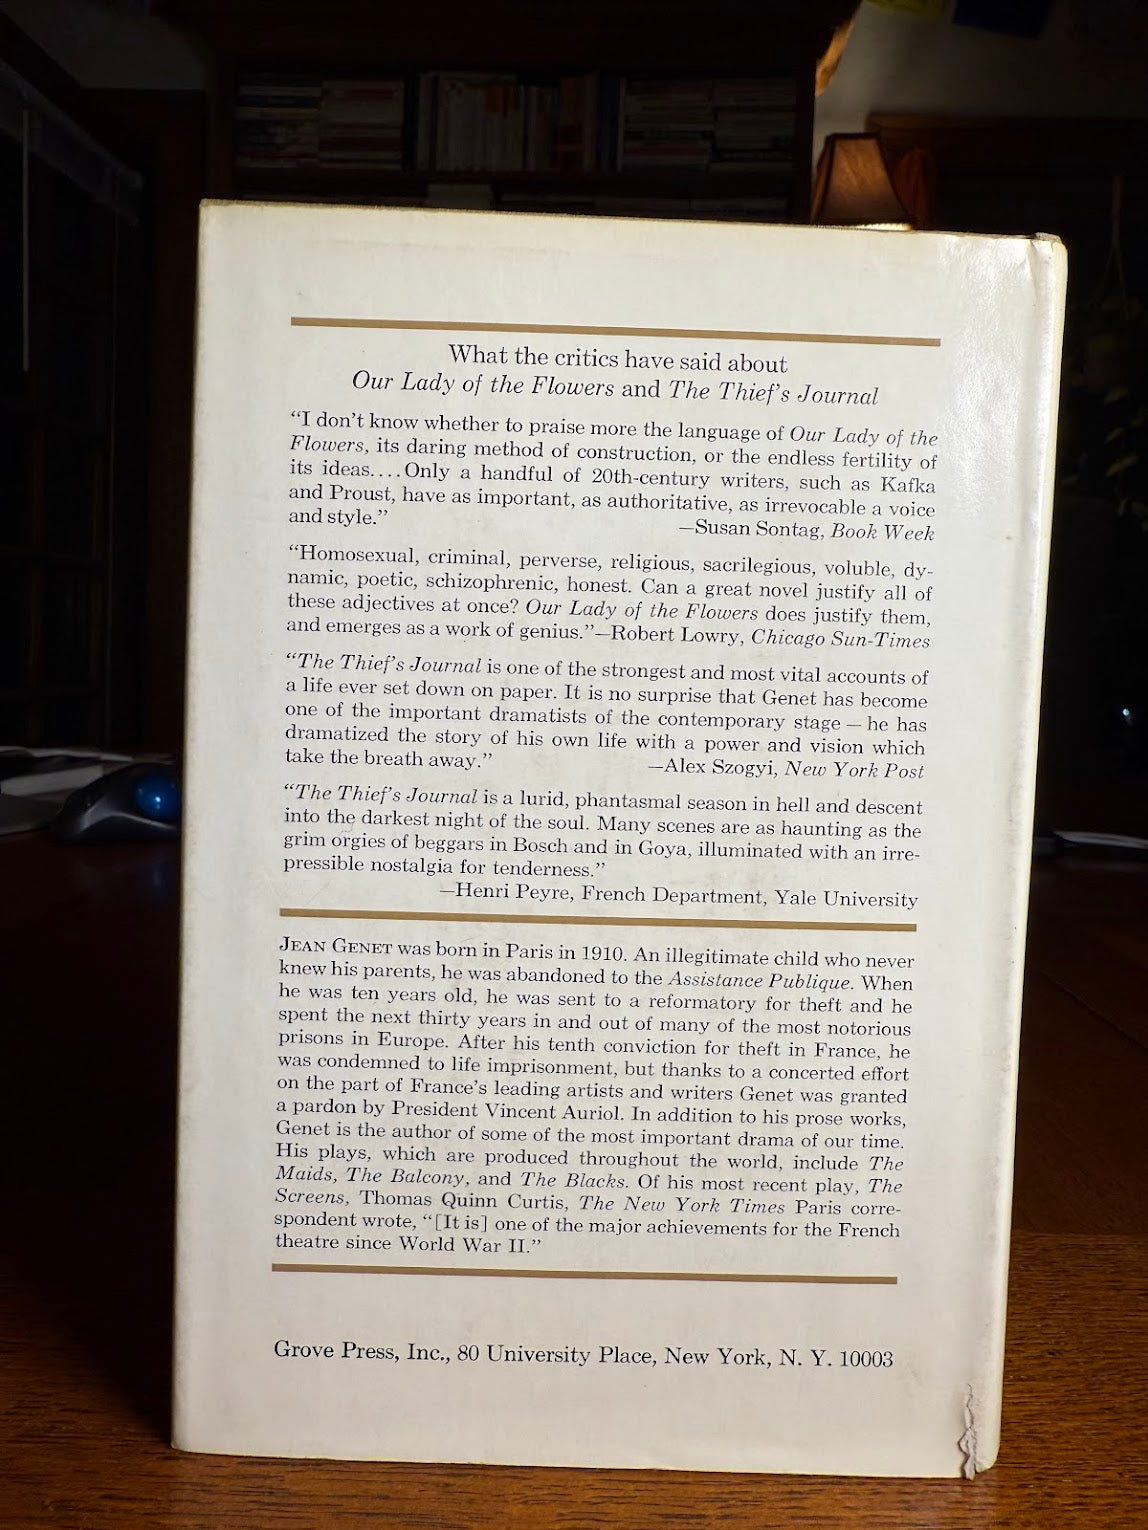 What the critics have said about
Our Lady of the Flowers and The Thief's Journal
“I don't know whether to praise more the language of Our Lady of the
Flowers, its daring method of construction, or the endless fertility of
its ideas....Only a handful of 20th-century writers, such as Kafka
and Proust, have as important, as authoritative, as irrevocable a voice
and style.” —Susan Sontag, Book Week
“Homosexual, criminal, perverse, religious, sacrilegious, voluble, dy-
namic, poetic, schizophrenic, honest. Can a great novel justify all of
these adjectives at once? Our Lady of the Flowers does justify them,
and emerges as a work of genius.”—Robert Lowry, Chicago Sun-Times
“The Thief's Journal is one of the strongest and most vital accounts of
a life ever set down on paper. It is no surprise that Genet has become
one of the important dramatists of the contemporary stage — he has
dramatized the story of his own life with a power and vision which
take the breath away.” —Alex Szogyi, New York Post
“The Thief's Journal is a lurid, phantasmal season in hell and descent
into the darkest night of the soul. Many scenes are as haunting as the
grim orgies of beggars in Bosch and in Goya, illuminated with an irre-
pressible nostalgia for tenderness.”
—Henri Peyre, French Department, Yale University
JEAN GENET was born in Paris in 1910. An illegitimate child who never
knew his parents, he was abandoned to the Assistance Publique. When
he was ten years old, he was sent to a reformatory for theft and he
spent the next thirty years in and out of many of the most notorious
prisons in Europe. After his tenth conviction for theft in France, he
was condemned to life imprisonment, but thanks to a concerted effort
on the part of France's leading artists and writers Genet was granted
a pardon by President Vincent Auriol. In addition to his prose works,
Genet is the author of some of the most important drama of our time.
His plays, which are produced throughout the world, include The
Maids, The Balcony, and The Blacks. Of his most recent play, The
Screens, Thomas Quinn Curtis, The New York Times Paris corre-
spondent wrote, “[It is] one of the major achievements for the French
theatre since World War II.”
Grove Press, Inc., 80 University Place, New York, N. Y. 10003